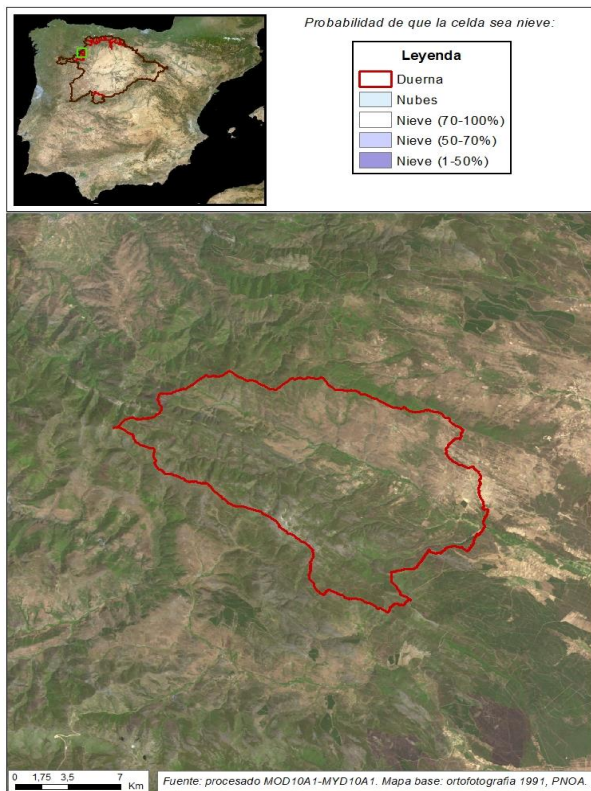 Probabilidad de que la celda sea nieve:
Leyenda
Duerna
Nubes
Nieve (70-100%)
Nieve (50-70%)
Nieve (1-50%)
0 1,75 3,5 7
Km
Fuente: procesado MOD10A1-MYD10A1. Mapa base: ortofotografia 1991, PNOA.